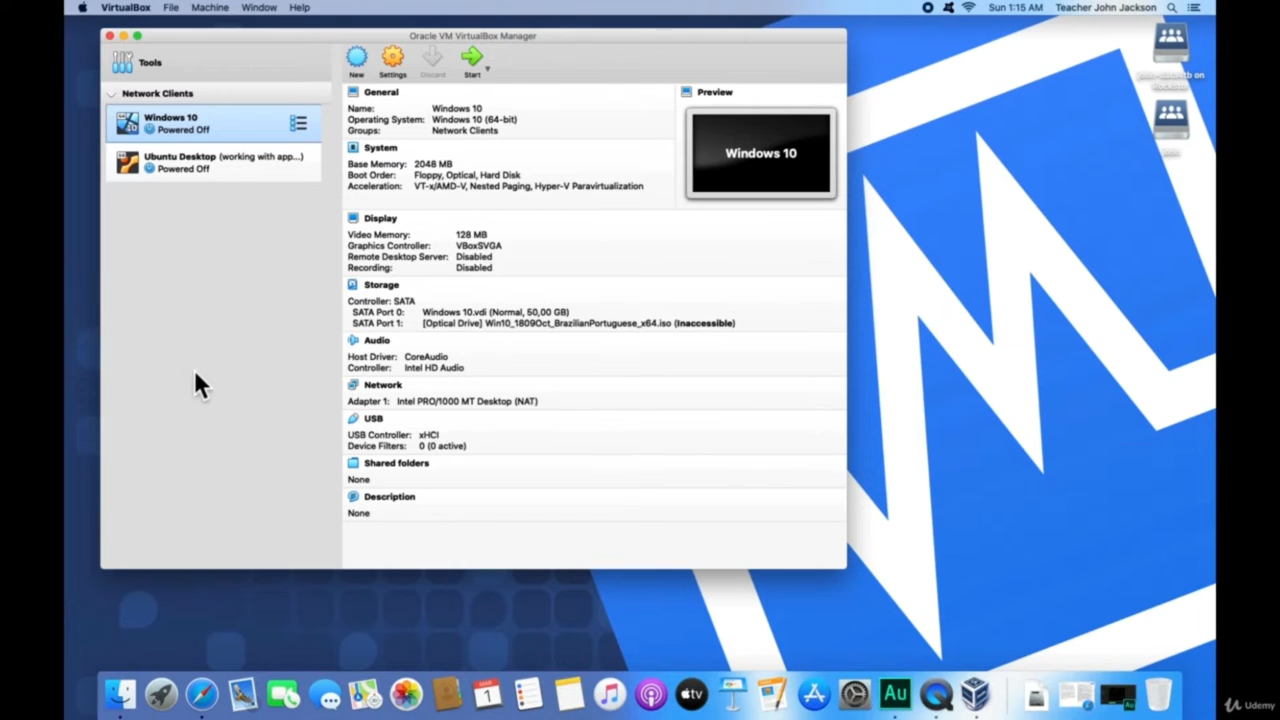 VirtualBox File Machine Window Help Sun 1:15 AM Teacher John Jackson
Oracle VM VirtualBox Manager
Tools
New Settings Discard Start
Network Clients
Windows 10
Powered Off
Ubuntu Desktop (working with app...)
Powered Off
General
Name: Windows 10
Operating System: Windows 10 (64-bit)
Groups: Network Clients
System
Base Memory: 2048 MB
Boot Order: Floppy, Optical, Hard Disk
Acceleration: VT-x/AMD-V, Nested Paging, Hyper-V Paravirtualization
Preview
Windows 10
Display
Video Memory: 128 MB
Graphics Controller: VBoxSVGA
Remote Desktop Server: Disabled
Recording: Disabled
Storage
Controller: SATA
SATA Port 0: Windows 10.vdi (Normal, 50,00 GB)
SATA Port 1: [Optical Drive] Win10_1809Oct_BrazilianPortuguese_x64.iso (Inaccessible)
Audio
Host Driver: CoreAudio
Controller: Intel HD Audio
Network
Adapter 1: Intel PRO/1000 MT Desktop (NAT)
USB
USB Controller: xHCI
Device Filters: 0 (0 active)
Shared folders
None
Description
None
1
tv
Au
Au
Udemy